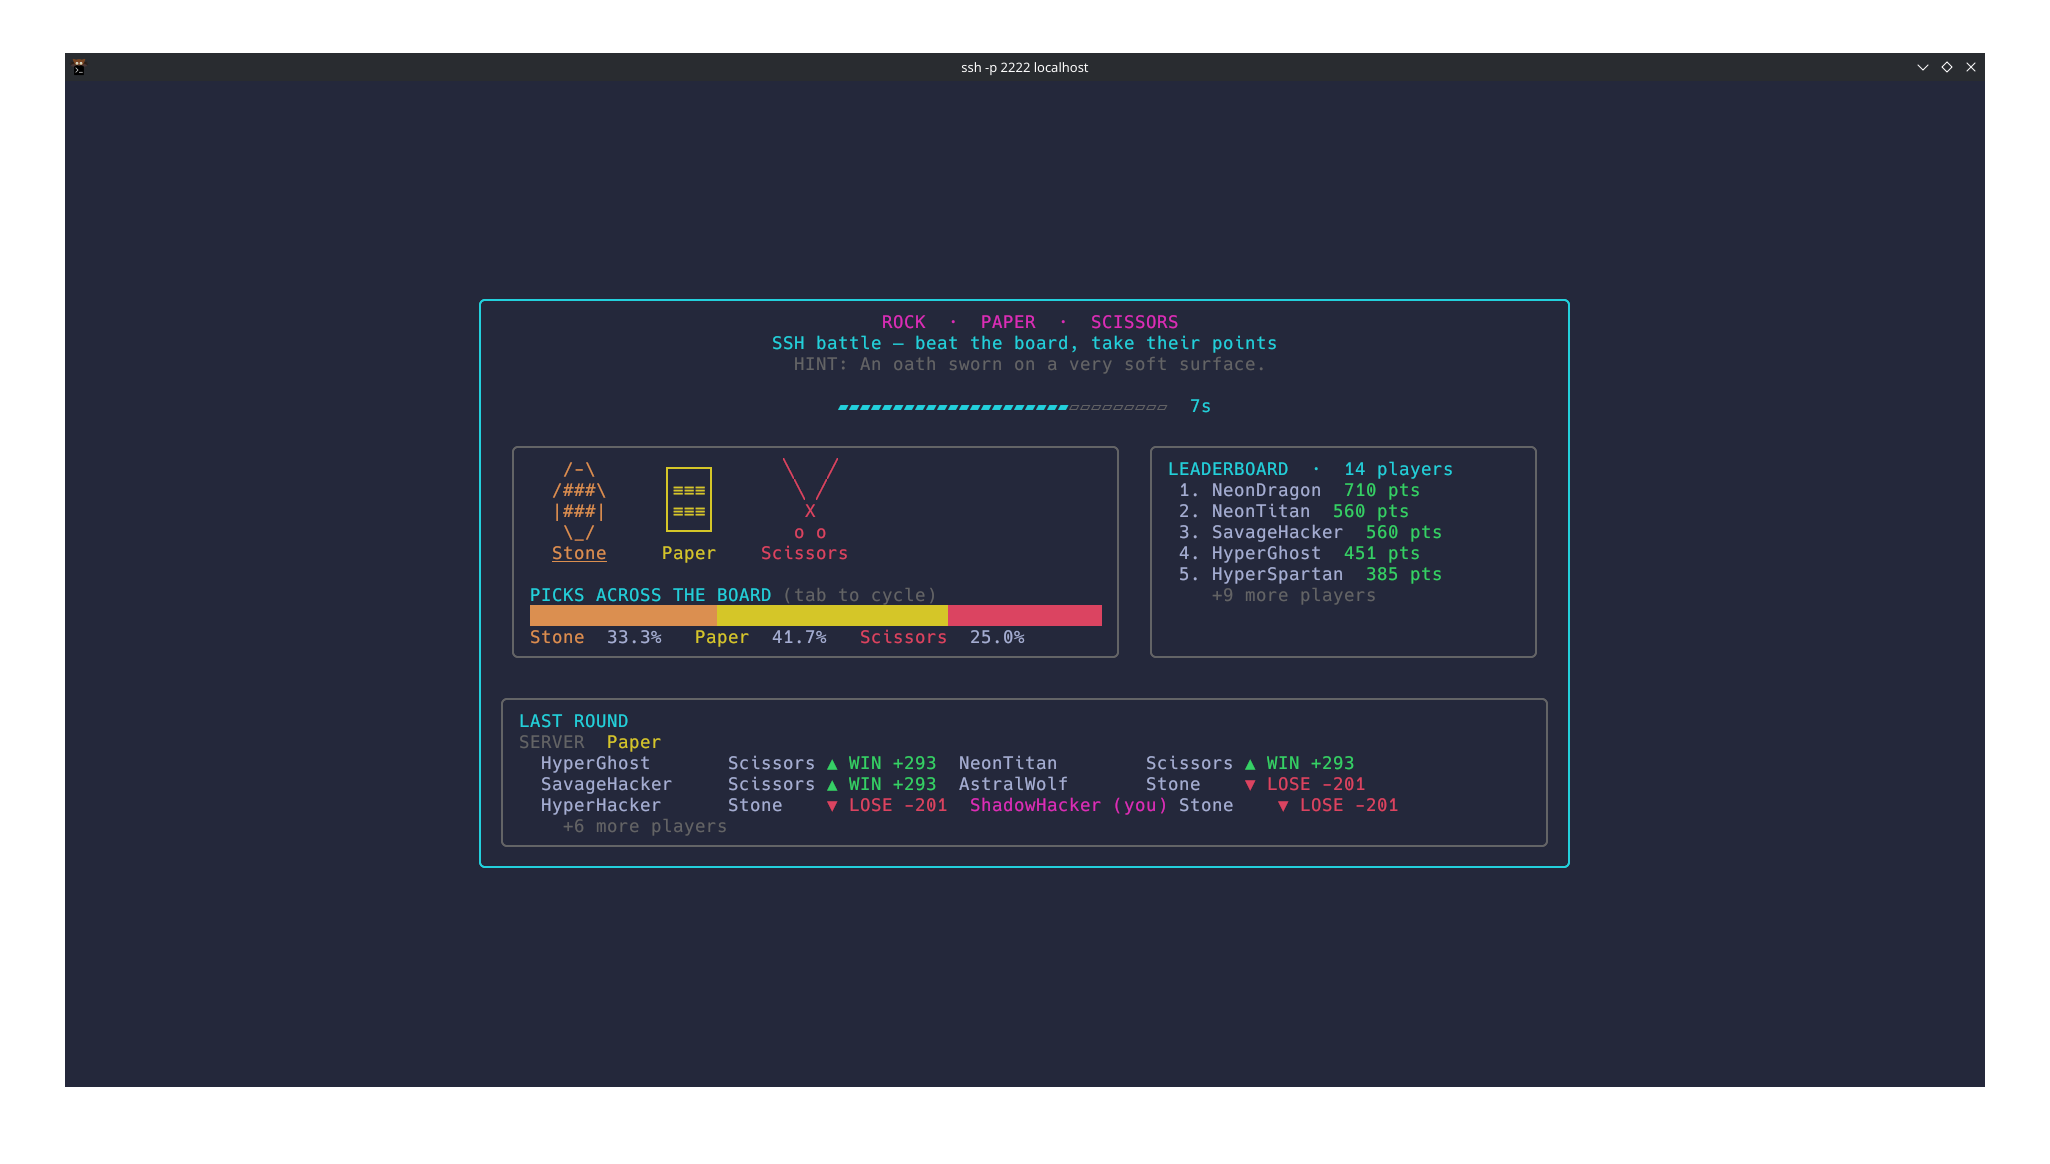 ssh -p 2222 localhost
ROCK · PAPER · SCISSORS
SSH battle — beat the board, take their points
HINT: An oath sworn on a very soft surface.
7s
/-\
/###\
|###|
\_/
Stone
≡≡≡
≡≡≡
Paper
\ /
\ /
X
o o
Scissors
PICKS ACROSS THE BOARD (tab to cycle)
Stone 33.3% Paper 41.7% Scissors 25.0%
LEADERBOARD · 14 players
1. NeonDragon 710 pts
2. NeonTitan 560 pts
3. SavageHacker 560 pts
4. HyperGhost 451 pts
5. HyperSpartan 385 pts
+9 more players
LAST ROUND
SERVER Paper
HyperGhost Scissors ▲ WIN +293 NeonTitan Scissors ▲ WIN +293
SavageHacker Scissors ▲ WIN +293 AstralWolf Stone ▼ LOSE -201
HyperHacker Stone ▼ LOSE -201 ShadowHacker (you) Stone ▼ LOSE -201
+6 more players